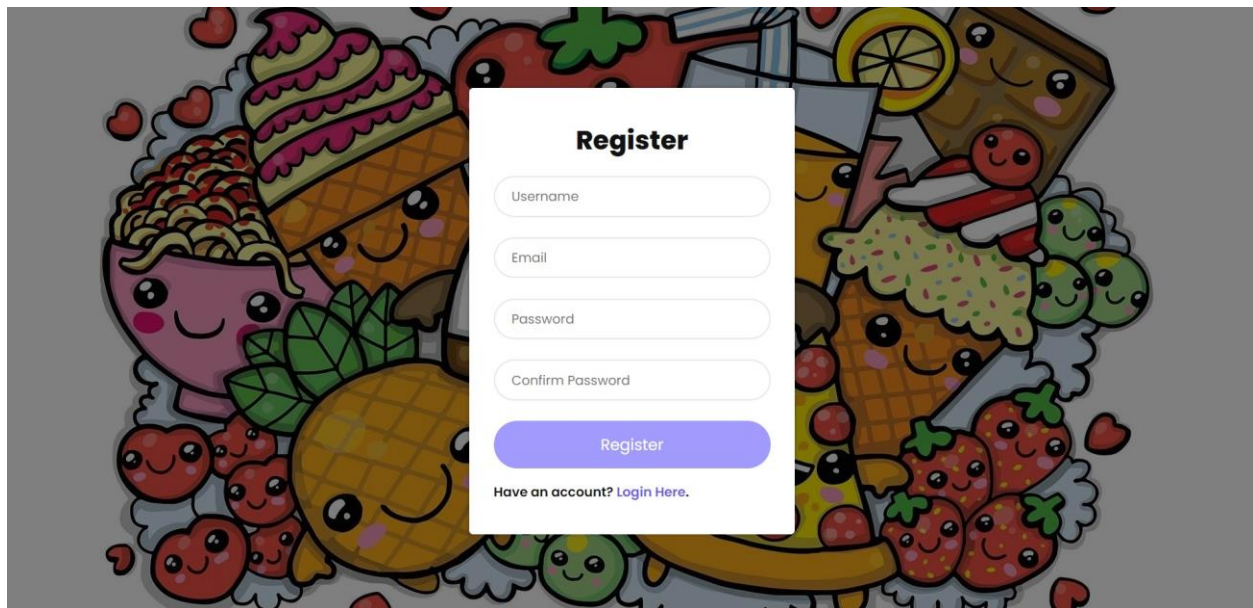 Register
Username
Email
Password
Confirm Password
Register
Have an account? Login Here.